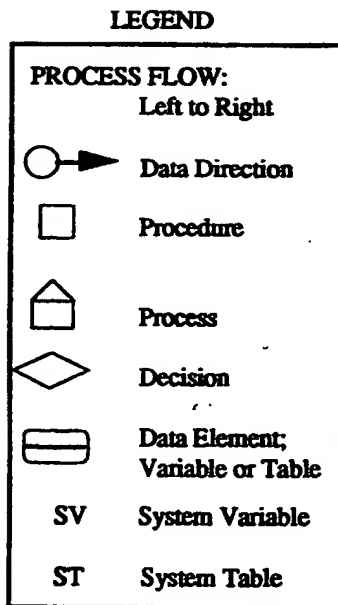 LEGEND
PROCESS FLOW:
Left to Right
Data Direction
Procedure
Process
Decision
Data Element;
Variable or Table
SV System Variable
ST System Table